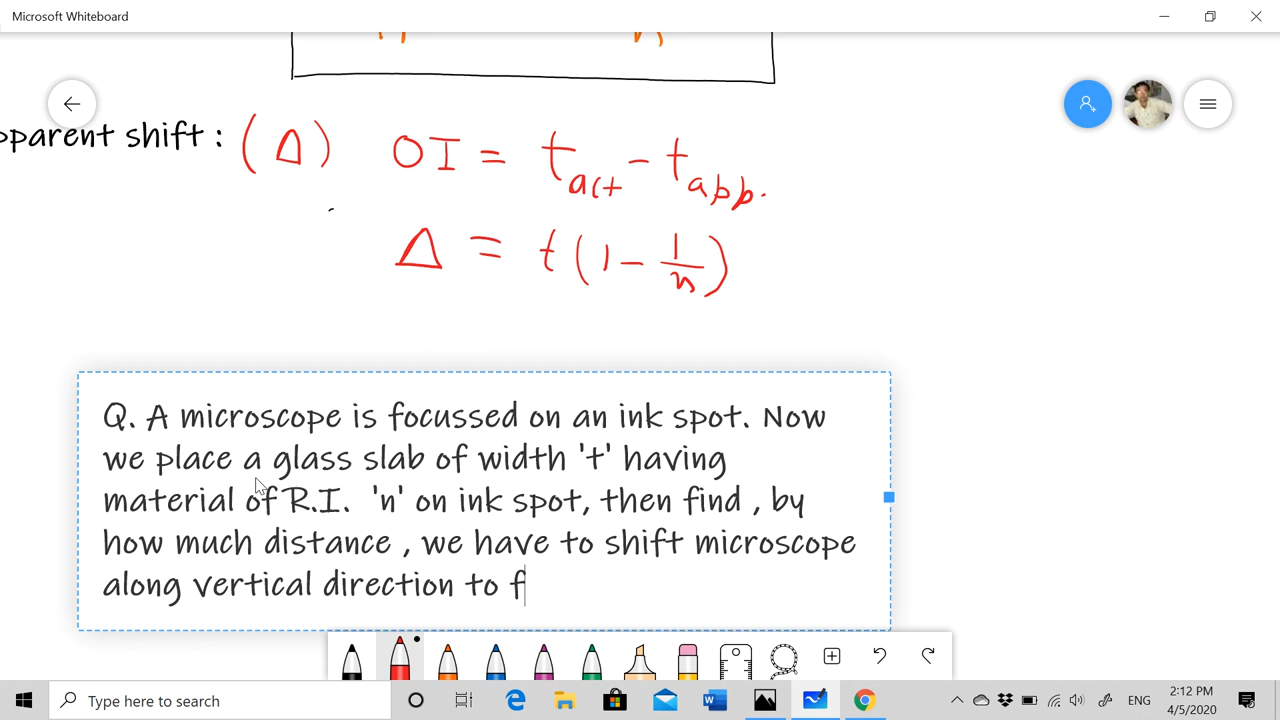 Microsoft Whiteboard
pparent shift : (Δ) OI = t_act - t_app.
Δ = t(1 - 1/n)
Q. A microscope is focussed on an ink spot. Now
we place a glass slab of width 't' having
material of R.I. 'n' on ink spot, then find , by
how much distance , we have to shift microscope
along vertical direction to f
Type here to search
ENG
2:12 PM
4/5/2020